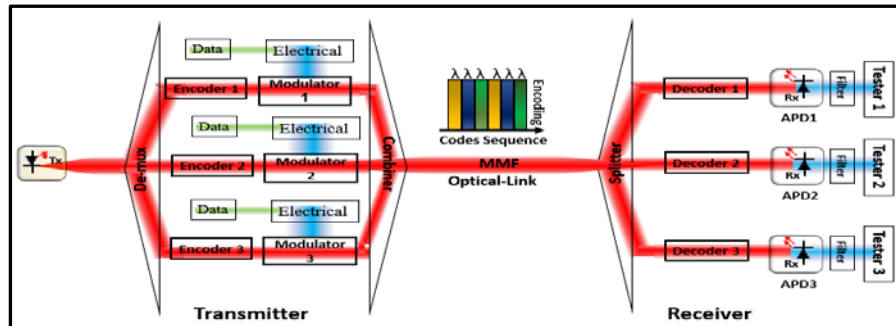 Data
Electrical
Encoder 1
Modulator
1
Data
Electrical
Tx
De-mux
Encoder 2
Modulator
2
Combiner
Data
Electrical
Encoder 3
Modulator
3
Transmitter
λ λ λ λ λ λ
Encoding
Codes Sequence
MMF
Optical-Link
Splitter
Decoder 1
Rx
APD1
Filter
Tester 1
Decoder 2
Rx
APD2
Filter
Tester 2
Decoder 3
Rx
APD3
Filter
Tester 3
Receiver